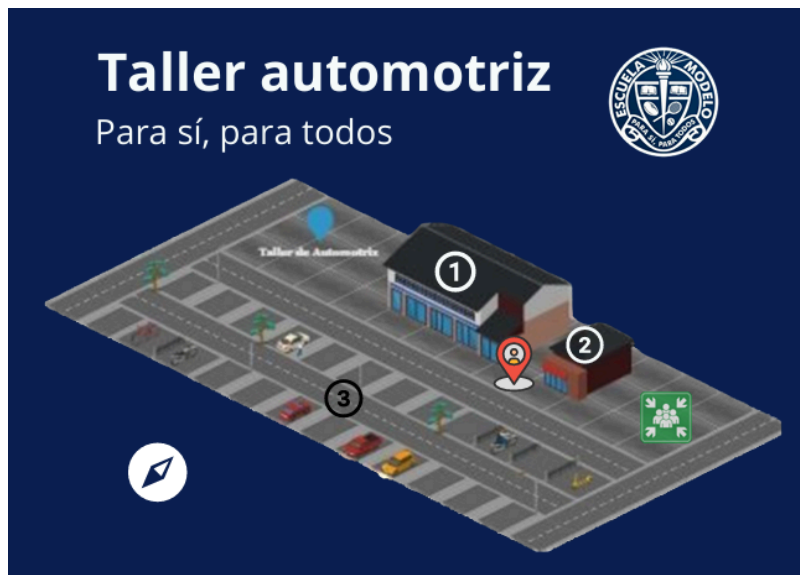 Taller automotriz
Para sí, para todos
ESCUELA MODELO
PARA SÍ, PARA TODOS
Taller de Automotriz
1
2
3